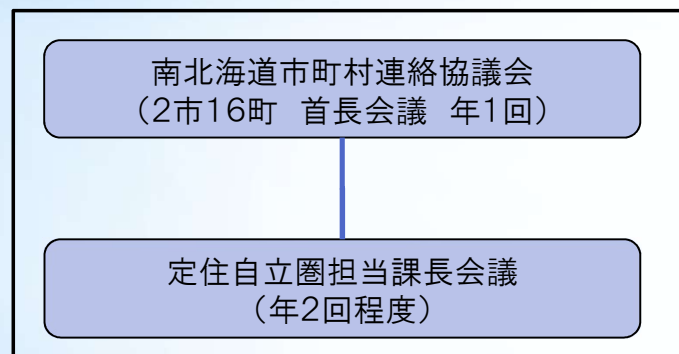 南北海道市町村連絡協議会
(2市16町　首長会議　年1回)
定住自立圏担当課長会議
(年2回程度)